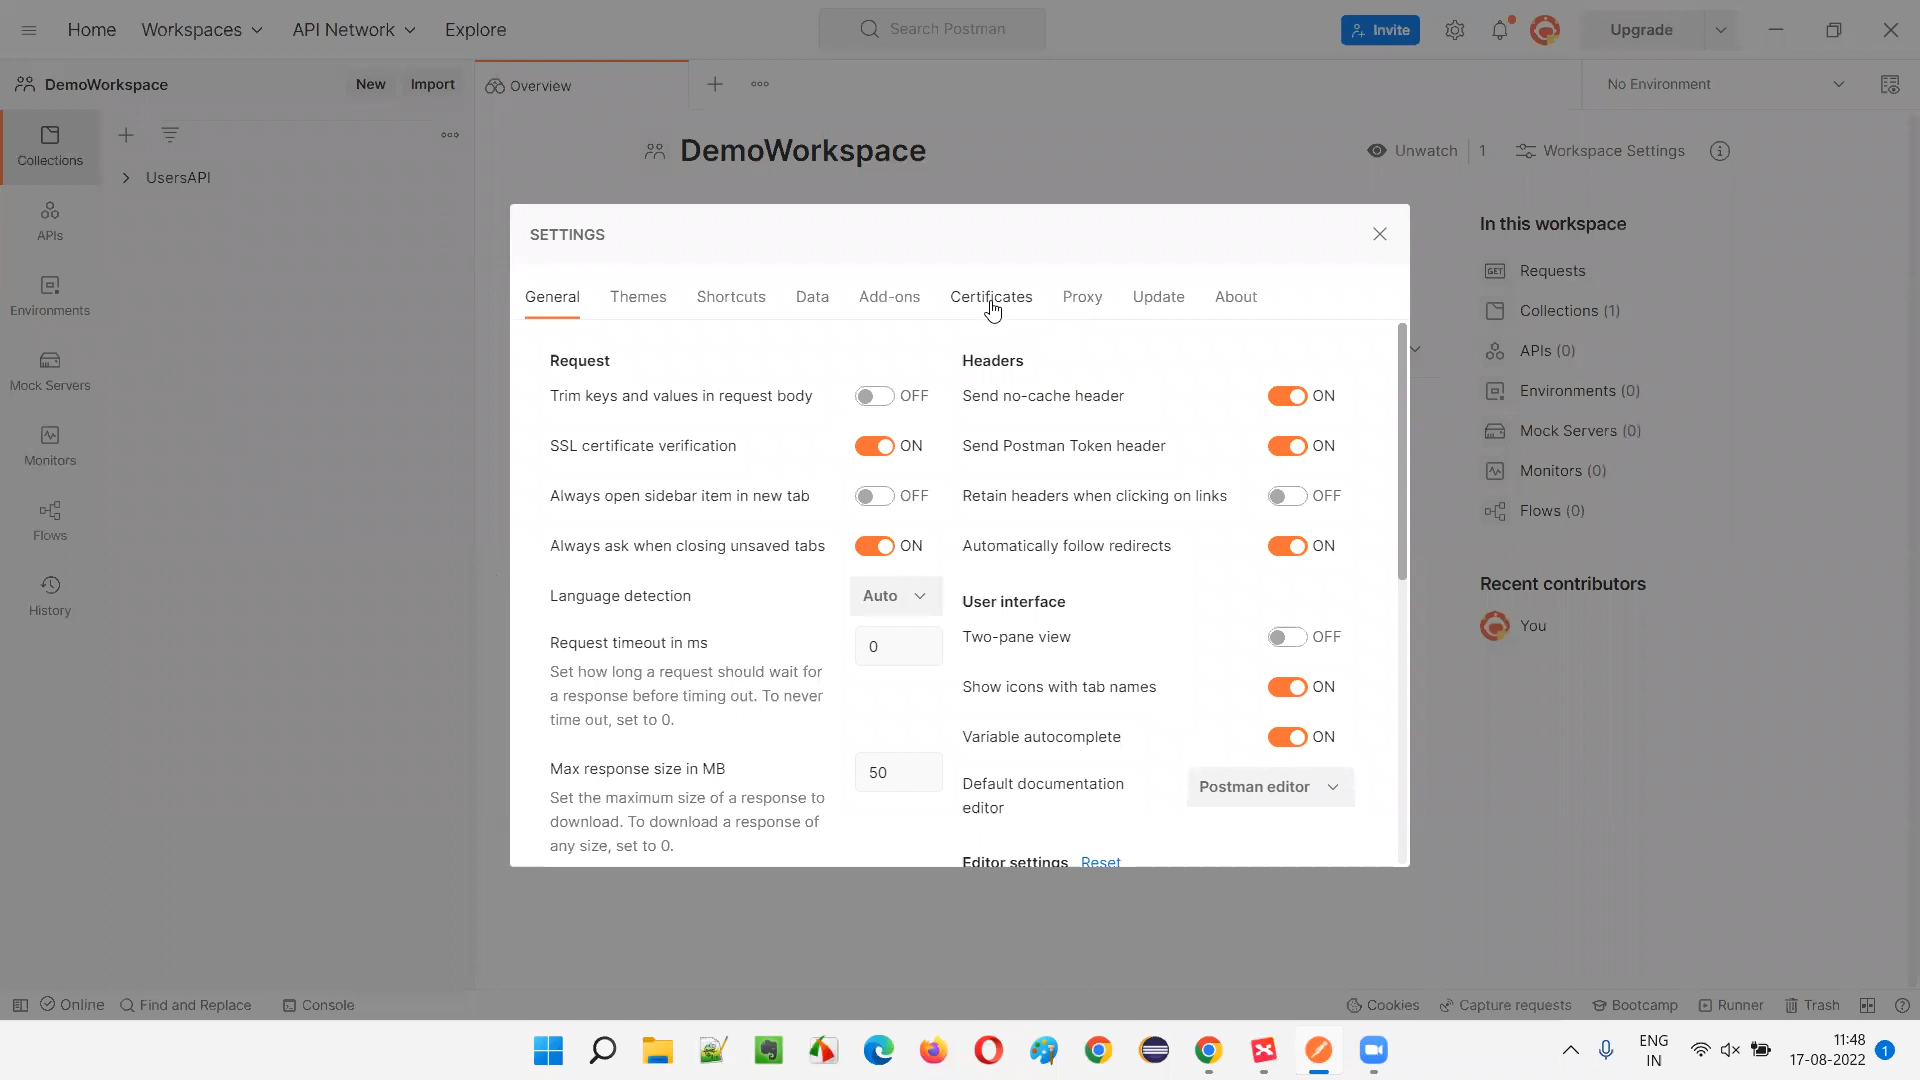 Home Workspaces API Network Explore Search Postman Invite Upgrade
DemoWorkspace New Import Overview No Environment
Collections
UsersAPI
APIs
Environments
Mock Servers
Monitors
Flows
History
DemoWorkspace Unwatch 1 Workspace Settings
SETTINGS
General Themes Shortcuts Data Add-ons Certificates Proxy Update About
Request
Trim keys and values in request body OFF
SSL certificate verification ON
Always open sidebar item in new tab OFF
Always ask when closing unsaved tabs ON
Language detection Auto
Request timeout in ms 0
Set how long a request should wait for
a response before timing out. To never
time out, set to 0.
Max response size in MB 50
Set the maximum size of a response to
download. To download a response of
any size, set to 0.
Headers
Send no-cache header ON
Send Postman Token header ON
Retain headers when clicking on links OFF
Automatically follow redirects ON
User interface
Two-pane view OFF
Show icons with tab names ON
Variable autocomplete ON
Default documentation
editor Postman editor
Editor settings Reset
In this workspace
GET Requests
Collections (1)
APIs (0)
Environments (0)
Mock Servers (0)
Monitors (0)
Flows (0)
Recent contributors
You
Online Find and Replace Console Cookies Capture requests Bootcamp Runner Trash
ENG
IN
11:48
17-08-2022
1